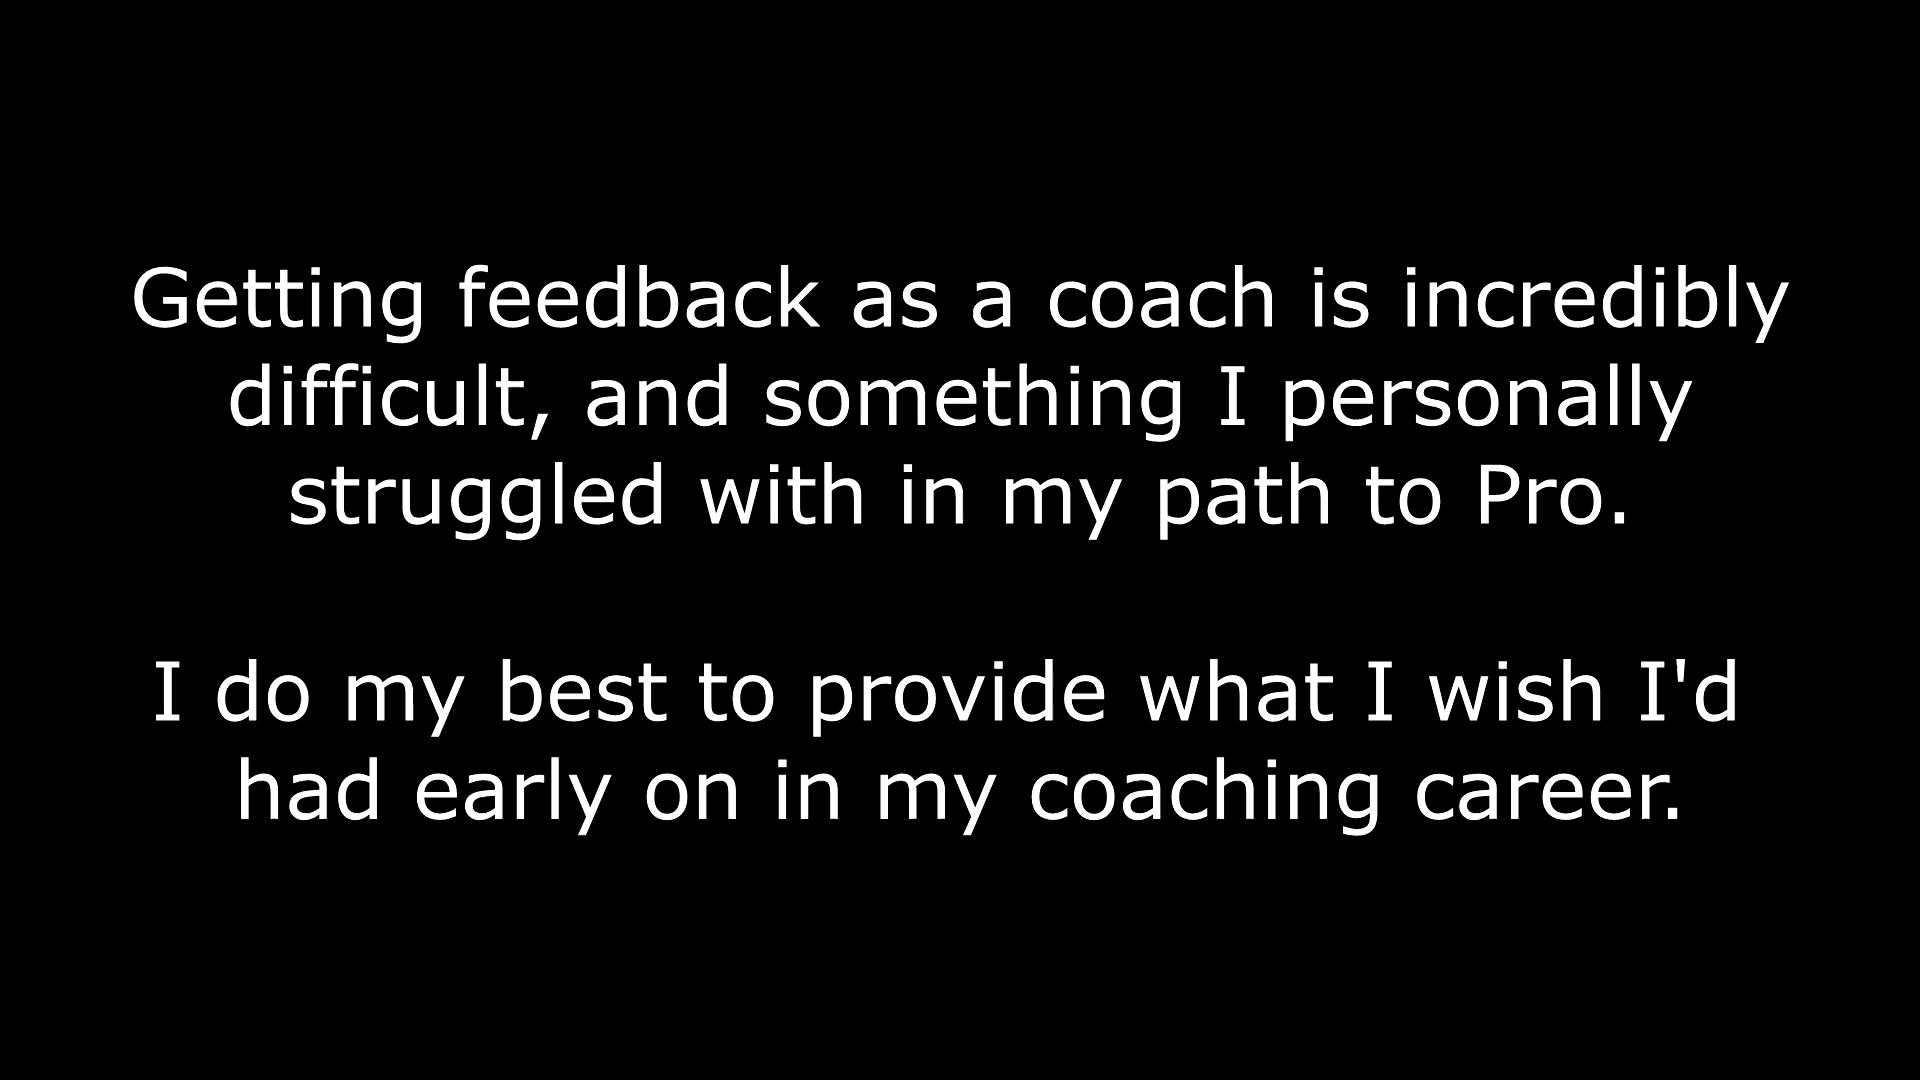 Getting feedback as a coach is incredibly
difficult, and something I personally
struggled with in my path to Pro.
I do my best to provide what I wish I'd
had early on in my coaching career.